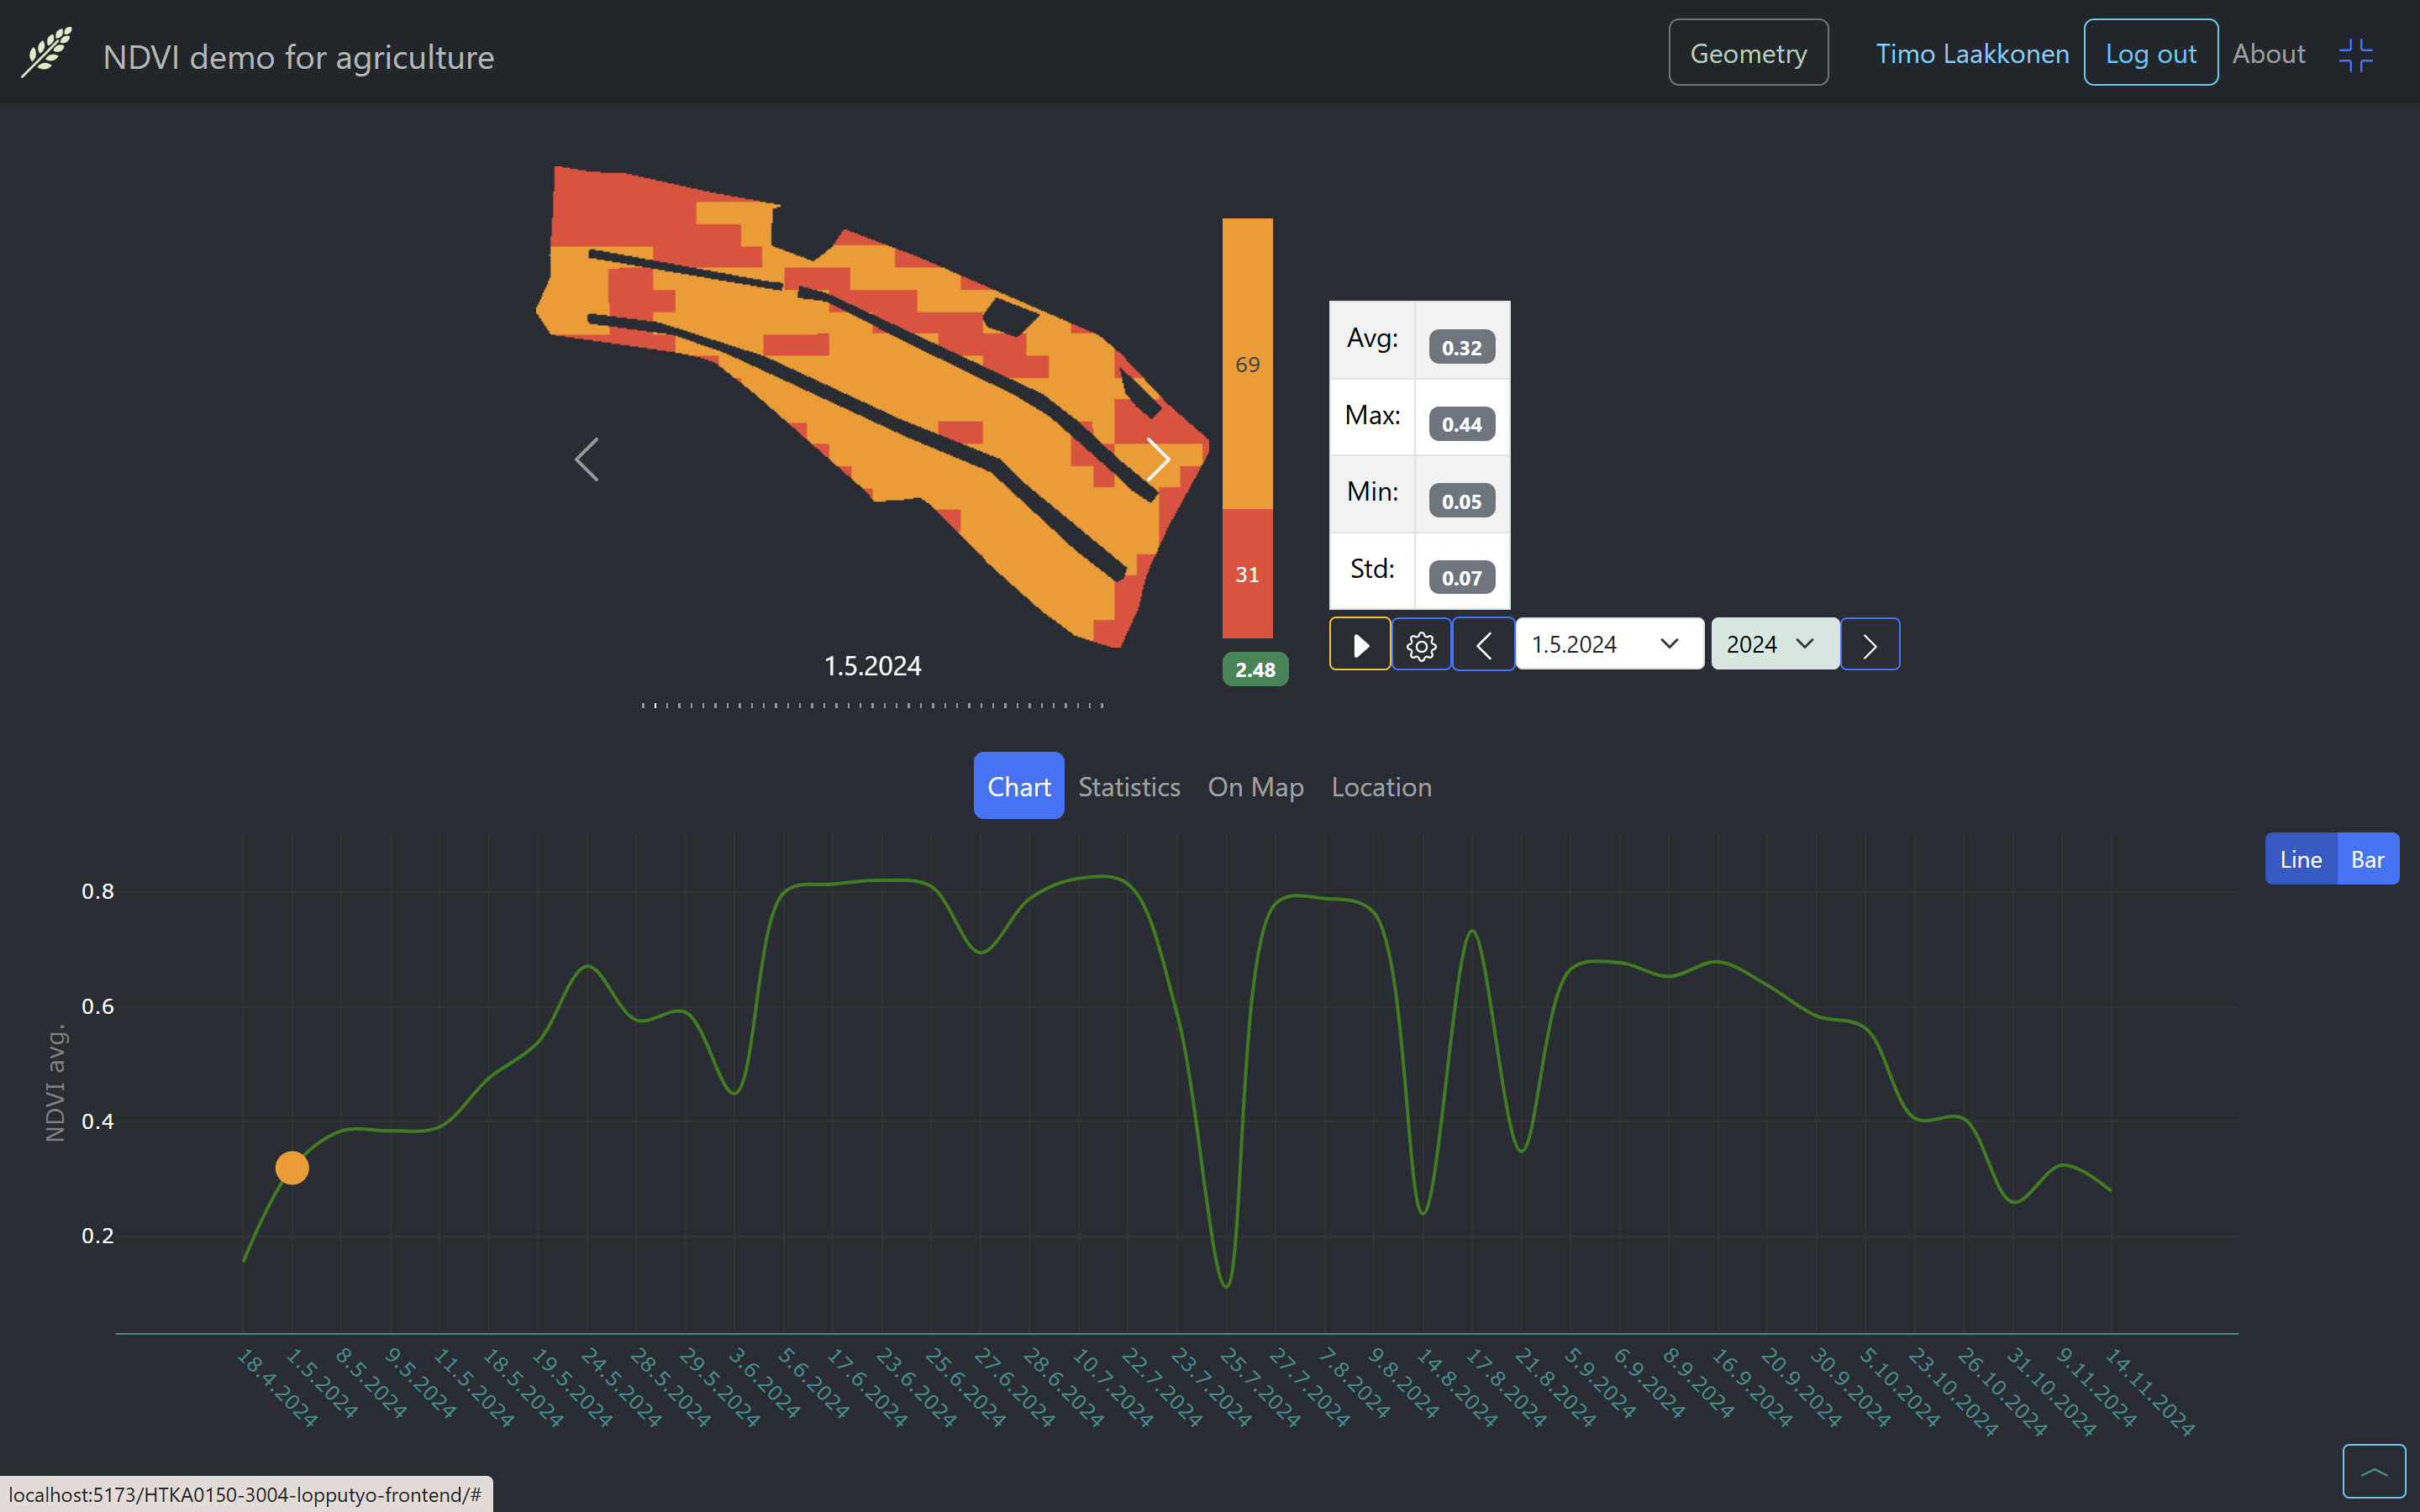 NDVI demo for agriculture
Geometry
Timo Laakkonen
Log out
About
69
31
2.48
Avg: 0.32
Max: 0.44
Min: 0.05
Std: 0.07
1.5.2024
2024
1.5.2024
Chart
Statistics
On Map
Location
Line
Bar
NDVI avg.
0.8
0.6
0.4
0.2
18.4.2024
1.5.2024
8.5.2024
9.5.2024
11.5.2024
18.5.2024
19.5.2024
24.5.2024
28.5.2024
29.5.2024
3.6.2024
5.6.2024
17.6.2024
23.6.2024
25.6.2024
27.6.2024
28.6.2024
10.7.2024
22.7.2024
23.7.2024
25.7.2024
27.7.2024
7.8.2024
9.8.2024
14.8.2024
17.8.2024
21.8.2024
5.9.2024
6.9.2024
8.9.2024
16.9.2024
20.9.2024
30.9.2024
5.10.2024
23.10.2024
26.10.2024
31.10.2024
9.11.2024
14.11.2024
localhost:5173/HTKA0150-3004-lopputyo-frontend/#